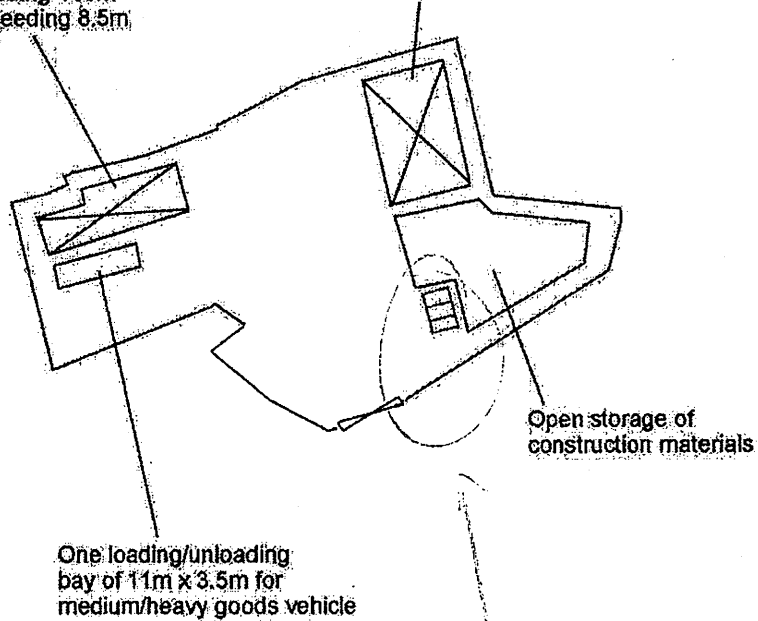 eeding 8.5m
Open storage of
construction materials
One loading/unloading
bay of 11m x 3.5m for
medium/heavy goods vehicle